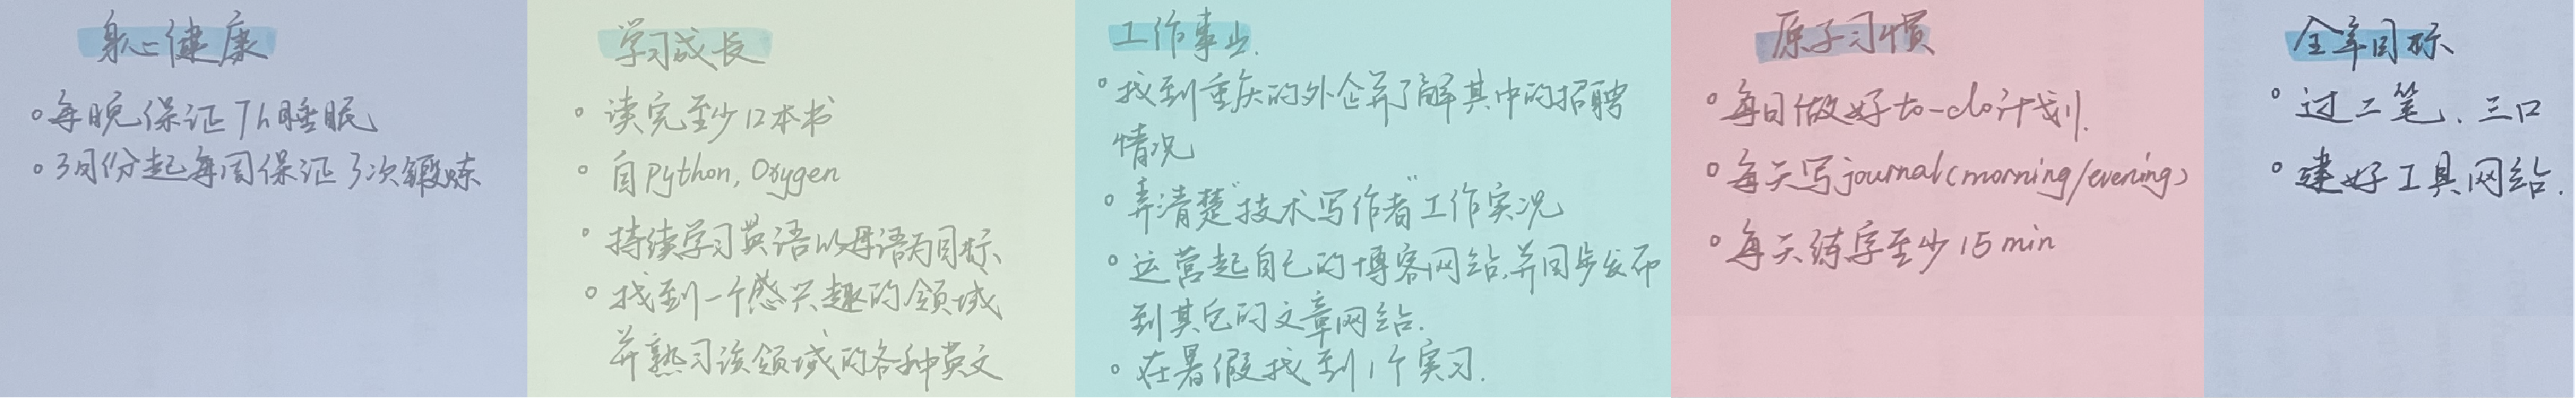 身心健康
。每晚保证7h睡眠
。3月份起每周保证3次锻炼
学习成长
。读完至少12本书
。自python, Oxygen
。持续学习英语以母语为目标、
。找到一个感兴趣的领域
并熟习该领域的各种英文
工作事业.
。找到重庆的外企并了解其中的招聘
情况
。弄清楚"技术写作者"工作实况
。运营起自己的博客网站,并同步发布
到其它的文章网站.
。在暑假找到1个实习.
原子习惯
。每日做好to-do计划.
。每天写journal(morning/evening)
。每天练字至少15min
全年目标
。过二笔、三口
。建好工具网站.